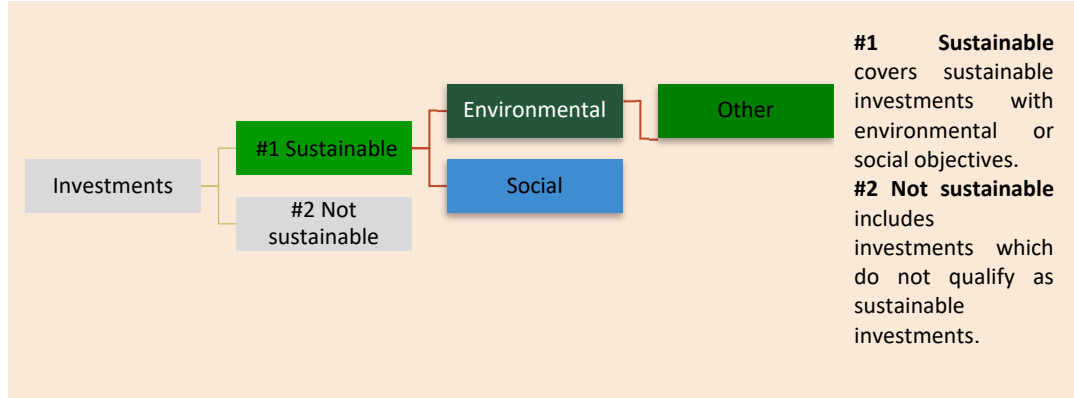 Investments
#1 Sustainable
#2 Not
sustainable
Environmental
Social
Other
#1 Sustainable
covers sustainable
investments with
environmental or
social objectives.
#2 Not sustainable
includes
investments which
do not qualify as
sustainable
investments.